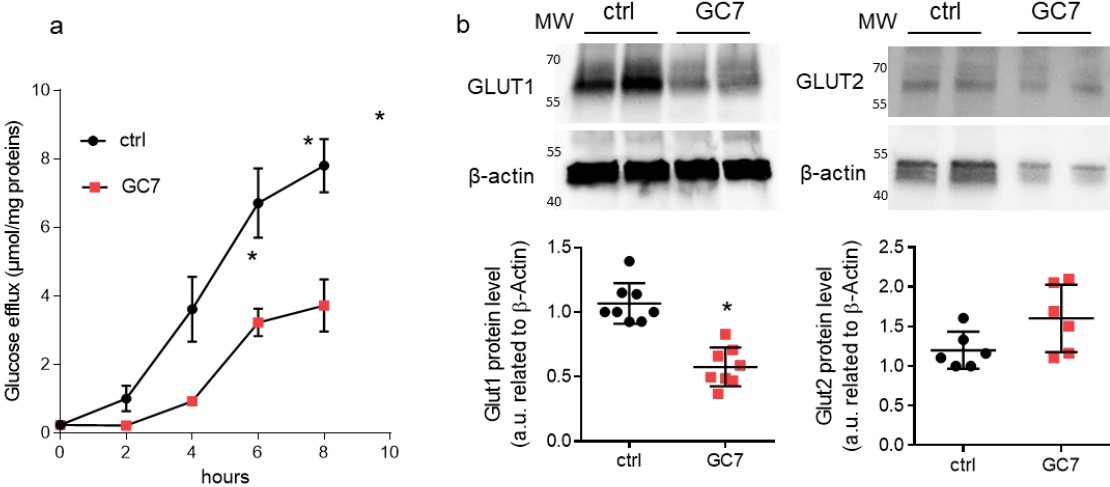 a
Glucose efflux (µmol/mg proteins)
10
8
6
4
2
0
ctrl
GC7
*
*
*
0 2 4 6 8 10
hours
b
MW ctrl GC7
GLUT1
70
55
β-actin
55
40
MW ctrl GC7
GLUT2
70
55
β-actin
55
40
Glut1 protein level
(a.u. related to β-Actin)
1.5
1.0
0.5
0.0
*
ctrl GC7
Glut2 protein level
(a.u. related to β-Actin)
2.5
2.0
1.5
1.0
0.5
0.0
ctrl GC7